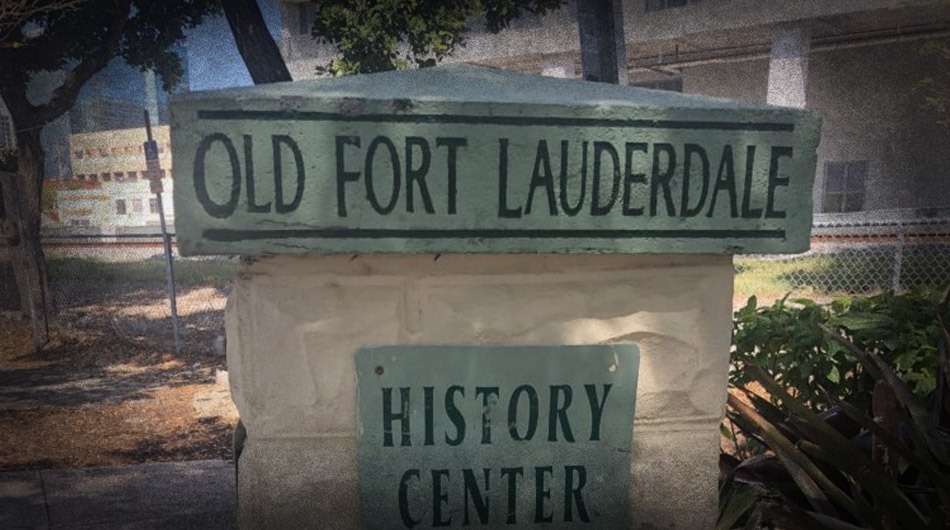 OLD FORT LAUDERDALE
HISTORY
CENTER